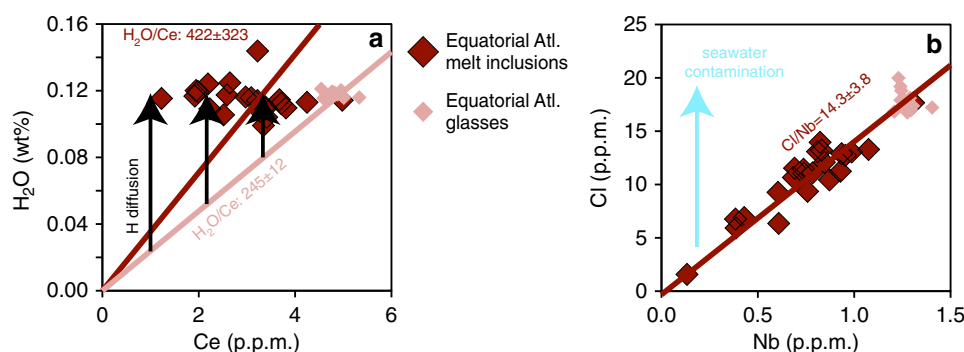 a
H₂O/Ce: 422±323
0.16
0.12
0.08
0.04
0.00
H₂O (wt%)
H diffusion
H₂O/Ce: 245±12
0
2
4
6
Ce (p.p.m.)
Equatorial Atl.
melt inclusions
Equatorial Atl.
glasses
b
seawater
contamination
Cl/Nb=14.3±3.8
25
20
15
10
5
0
Cl (p.p.m.)
0.0
0.5
1.0
1.5
Nb (p.p.m.)